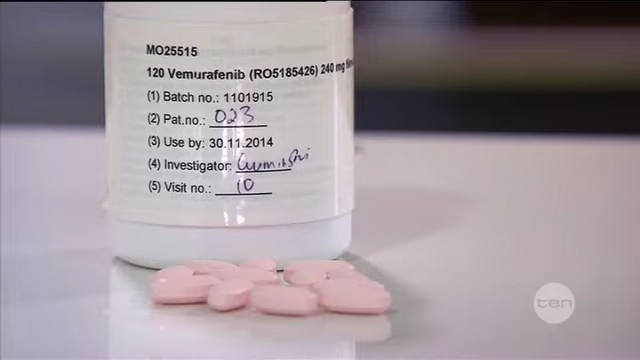 MO25515
120 Vemurafenib (RO5185426) 240 mg
(1) Batch no.: 1101915
(2) Pat.no.: 023
(3) Use by: 30.11.2014
(4) Investigator:
(5) Visit no.: 10
ten